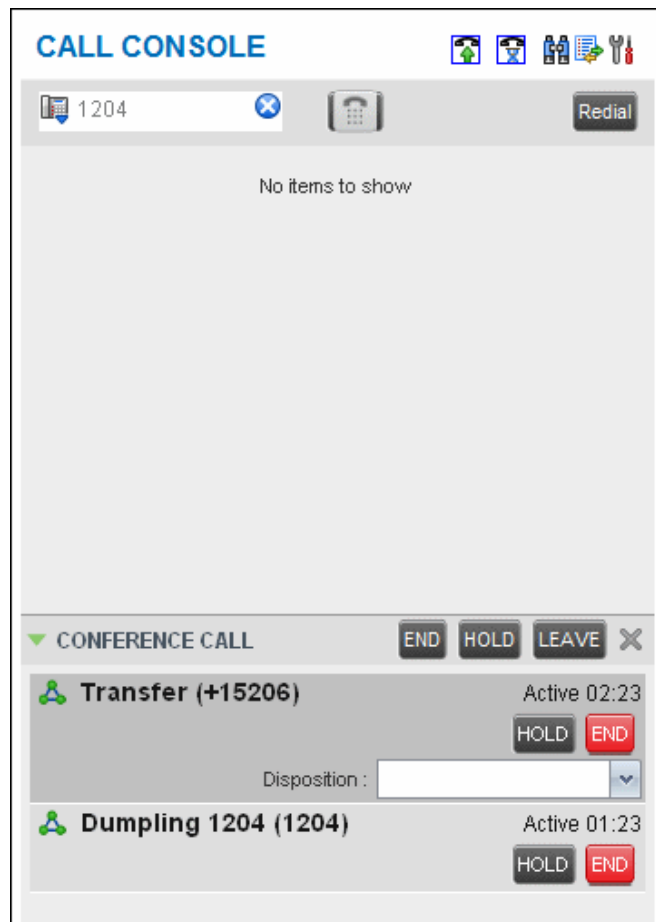 CALL CONSOLE
1204
Redial
No items to show
CONFERENCE CALL
END
HOLD
LEAVE
Transfer (+15206)
Active 02:23
HOLD
END
Disposition :
Dumpling 1204 (1204)
Active 01:23
HOLD
END